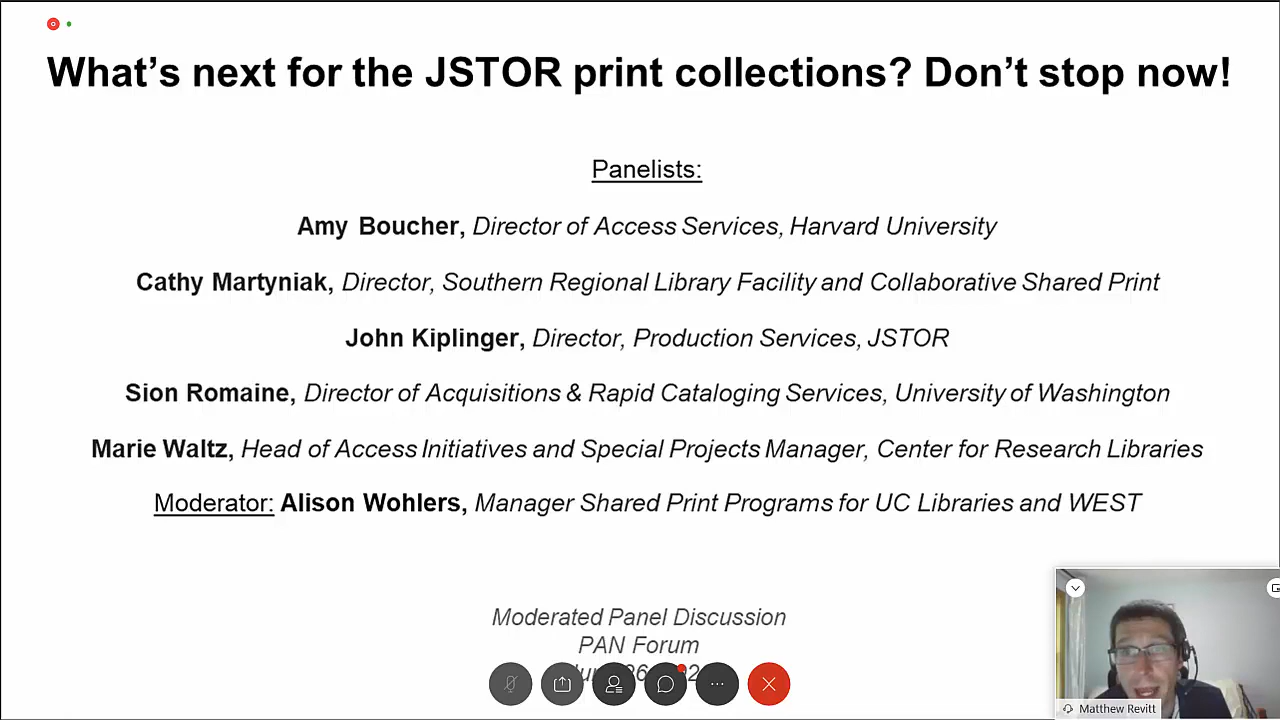 What’s next for the JSTOR print collections? Don’t stop now!
Panelists:
Amy Boucher, Director of Access Services, Harvard University
Cathy Martyniak, Director, Southern Regional Library Facility and Collaborative Shared Print
John Kiplinger, Director, Production Services, JSTOR
Sion Romaine, Director of Acquisitions & Rapid Cataloging Services, University of Washington
Marie Waltz, Head of Access Initiatives and Special Projects Manager, Center for Research Libraries
Moderator: Alison Wohlers, Manager Shared Print Programs for UC Libraries and WEST
Moderated Panel Discussion
PAN Forum
Matthew Revitt